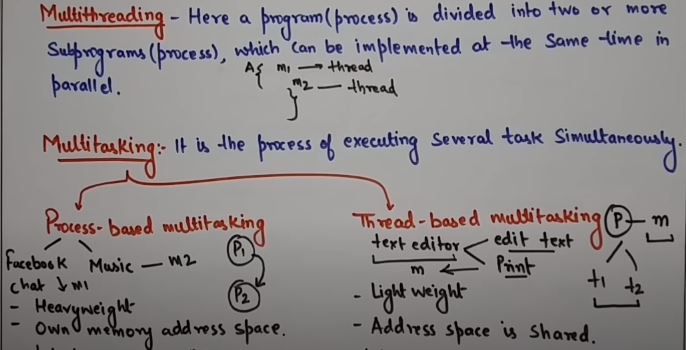 Multithreading - Here a program (process) is divided into two or more
Subprograms (process), which can be implemented at the same time in
parallel.
A{ m1 → thread
m2 — thread
}
Multitasking:- It is the process of executing several task Simultaneously.
Process-based multitasking
Facebook Music — m2
chat ↓ m1
P1
P2
- Heavyweight
- Own memory address space.
Thread-based multitasking
text editor < edit text
m ← Print
P — m
t1 t2
- Light weight
- Address space is shared.